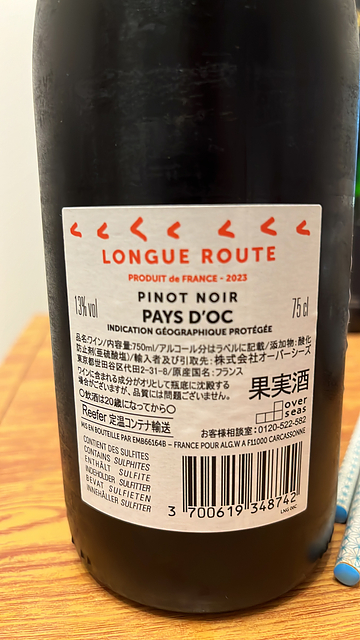 LONGUE ROUTE
PRODUIT de FRANCE - 2023
PINOT NOIR
13% vol
PAYS D'OC
75 cl
INDICATION GÉOGRAPHIQUE PROTÉGÉE
品名:ワイン/内容量:750ml/アルコール分はラベルに記載/添加物:酸化
防止剤(亜硫酸塩)/輸入者及び引取先:株式会社オーバーシーズ
東京都世田谷区代田2-31-8/原産国名:フランス
ワインに含まれる成分がオリとして瓶底に沈殿する
場合がございますが、品質には問題ございません。
果実酒
〇飲酒は20歳になってから〇
Reefer 定温コンテナ輸送
over
seas
お客様相談室:0120-522-582
MIS EN BOUTEILLE PAR EMB66164B - FRANCE POUR ALG.W A F11000 CARCASSONNE
CONTIENT DES SULFITES
CONTAINS SULPHITES
ENTHÄLT SULFITE
INDEHOLDER SULFITTER
BEVAT SULFIETEN
INNEHÅLLER SULFITER
3 700619 348742
LNG 06C